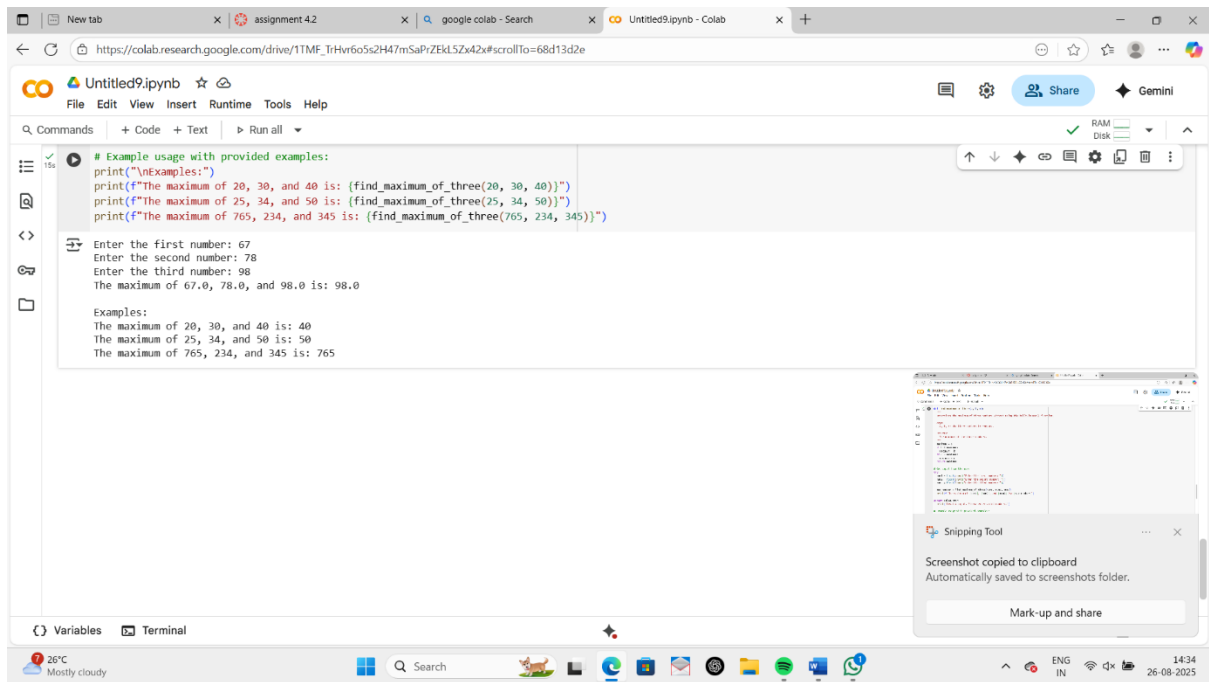 New tab
assignment 4.2
google colab - Search
Untitled9.ipynb - Colab
https://colab.research.google.com/drive/1TMF_TrHvr6o5s2H47mSaPrZEkL5Zx42x#scrollTo=68d13d2e
Untitled9.ipynb
Share
Gemini
File Edit View Insert Runtime Tools Help
Commands + Code + Text Run all
RAM
Disk
15s
# Example usage with provided examples:
print("\nExamples:")
print(f"The maximum of 20, 30, and 40 is: {find_maximum_of_three(20, 30, 40)}")
print(f"The maximum of 25, 34, and 50 is: {find_maximum_of_three(25, 34, 50)}")
print(f"The maximum of 765, 234, and 345 is: {find_maximum_of_three(765, 234, 345)}")
Enter the first number: 67
Enter the second number: 78
Enter the third number: 98
The maximum of 67.0, 78.0, and 98.0 is: 98.0
Examples:
The maximum of 20, 30, and 40 is: 40
The maximum of 25, 34, and 50 is: 50
The maximum of 765, 234, and 345 is: 765
Snipping Tool
Screenshot copied to clipboard
Automatically saved to screenshots folder.
Mark-up and share
{} Variables Terminal
7
26°C
Mostly cloudy
Search
1
ENG
IN
14:34
26-08-2025